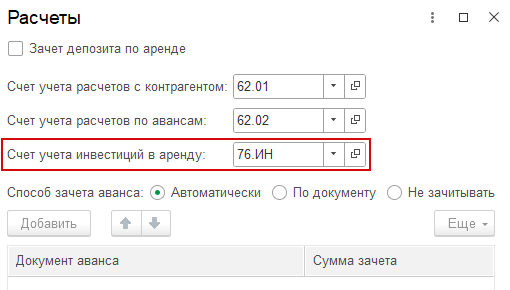 Расчеты
Зачет депозита по аренде
Счет учета расчетов с контрагентом: 62.01
Счет учета расчетов по авансам: 62.02
Счет учета инвестиций в аренду: 76.ИН
Способ зачета аванса: Автоматически По документу Не зачитывать
Добавить Еще
Документ аванса Сумма зачета